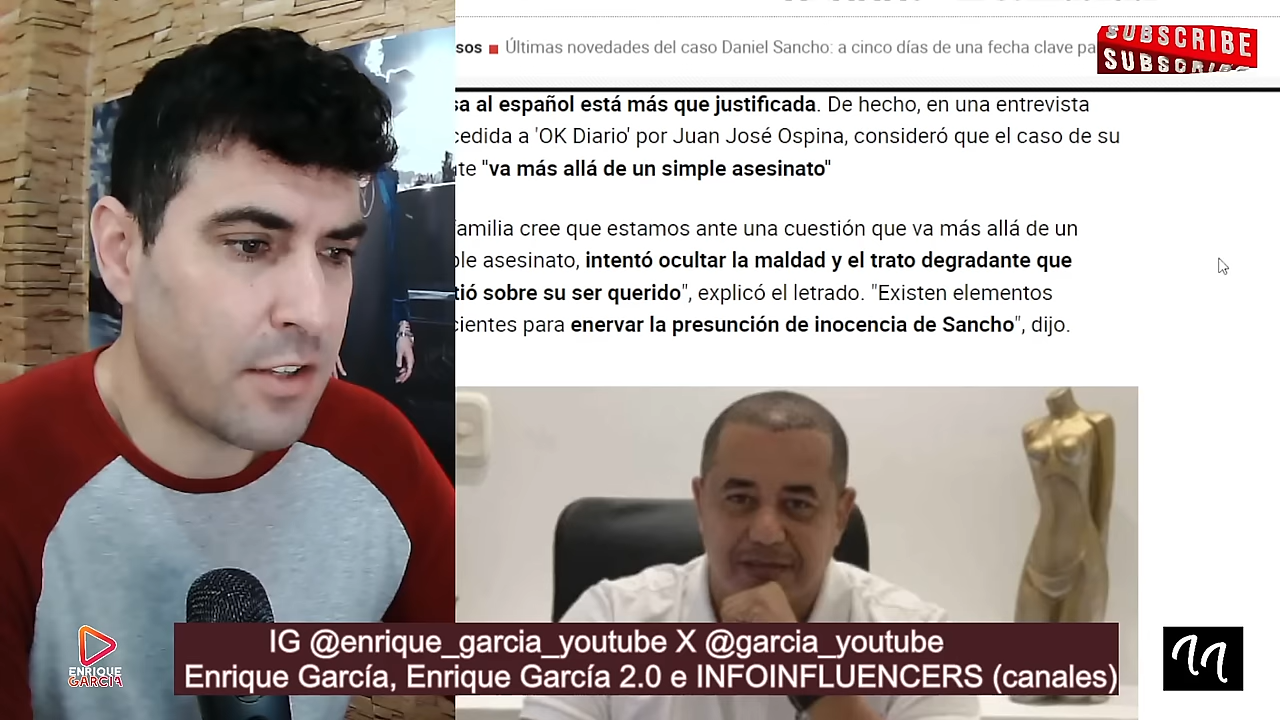 sos ■ Últimas novedades del caso Daniel Sancho: a cinco días de una fecha clave pa
SUBSCRIBE
SUBSCRIBE
sa al español está más que justificada. De hecho, en una entrevista
cedida a 'OK Diario' por Juan José Ospina, consideró que el caso de su
te "va más allá de un simple asesinato"
familia cree que estamos ante una cuestión que va más allá de un
ple asesinato, intentó ocultar la maldad y el trato degradante que
tió sobre su ser querido", explicó el letrado. "Existen elementos
cientes para enervar la presunción de inocencia de Sancho", dijo.
IG @enrique_garcia_youtube X @garcia_youtube
Enrique García, Enrique García 2.0 e INFOINFLUENCERS (canales)
ENRIQUE
GARCÍA